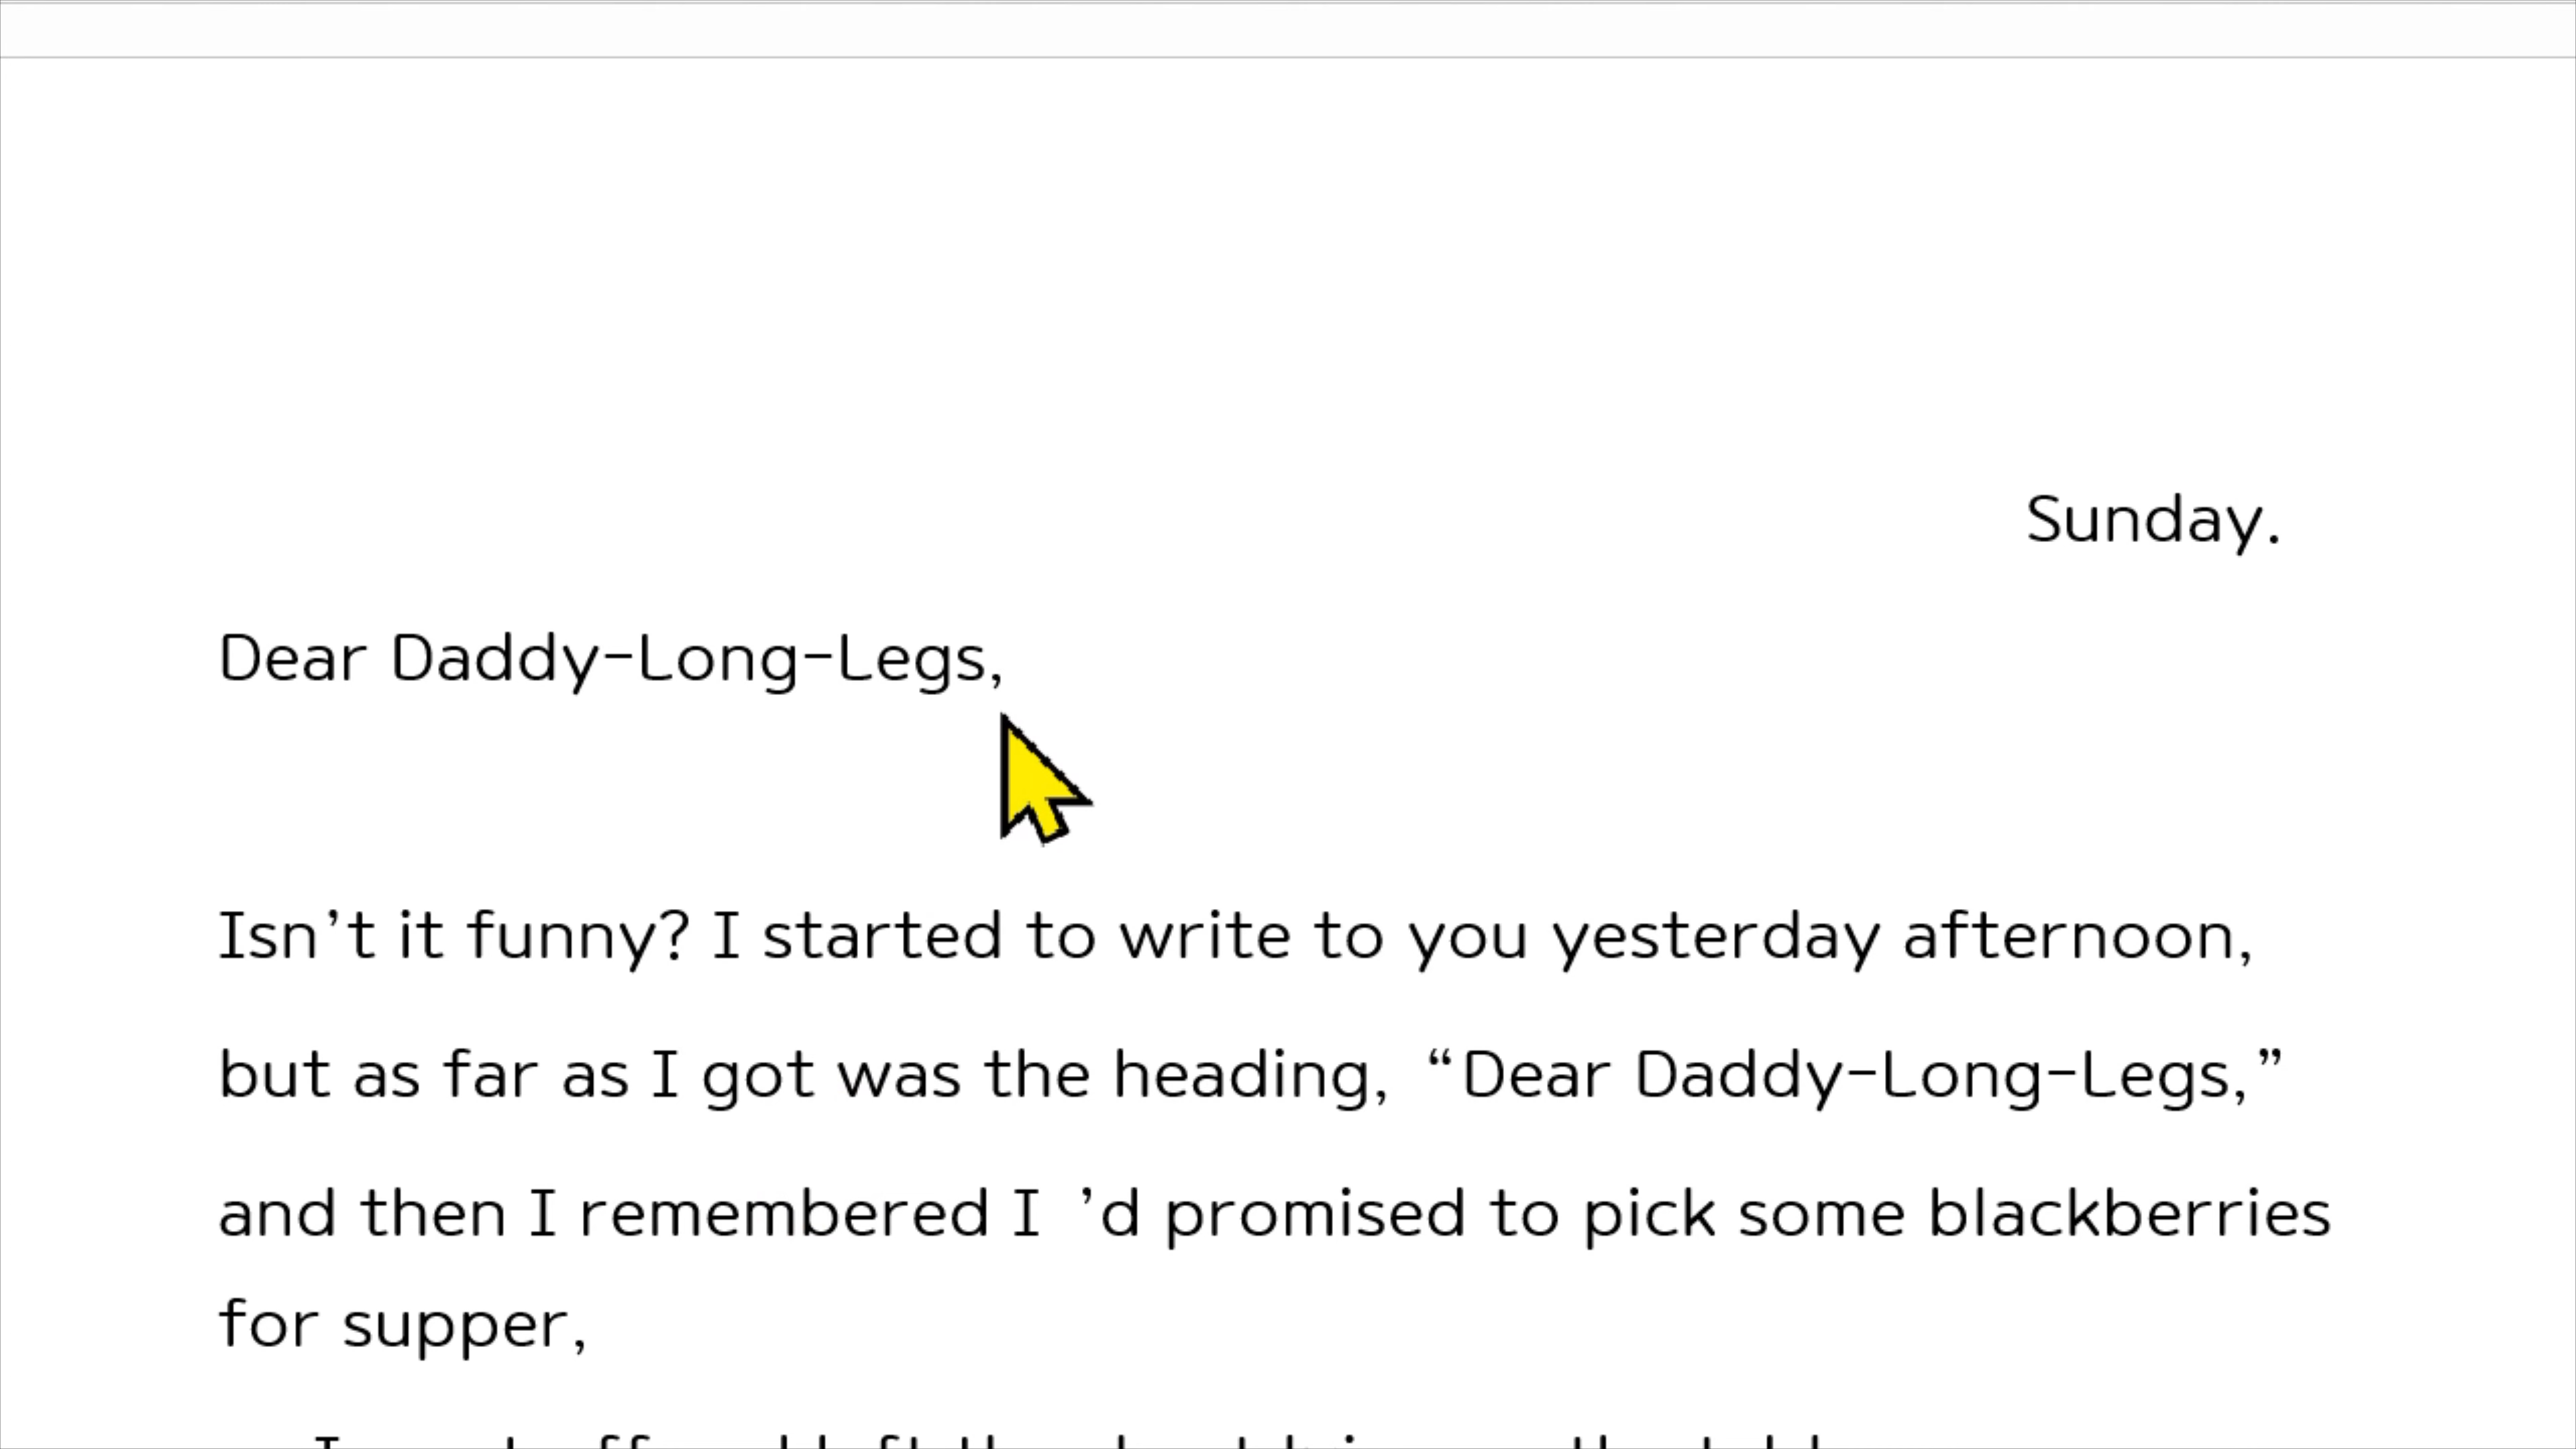 Sunday.
Dear Daddy-Long-Legs,
Isn’t it funny? I started to write to you yesterday afternoon,
but as far as I got was the heading, “Dear Daddy-Long-Legs,”
and then I remembered I ’d promised to pick some blackberries
for supper,